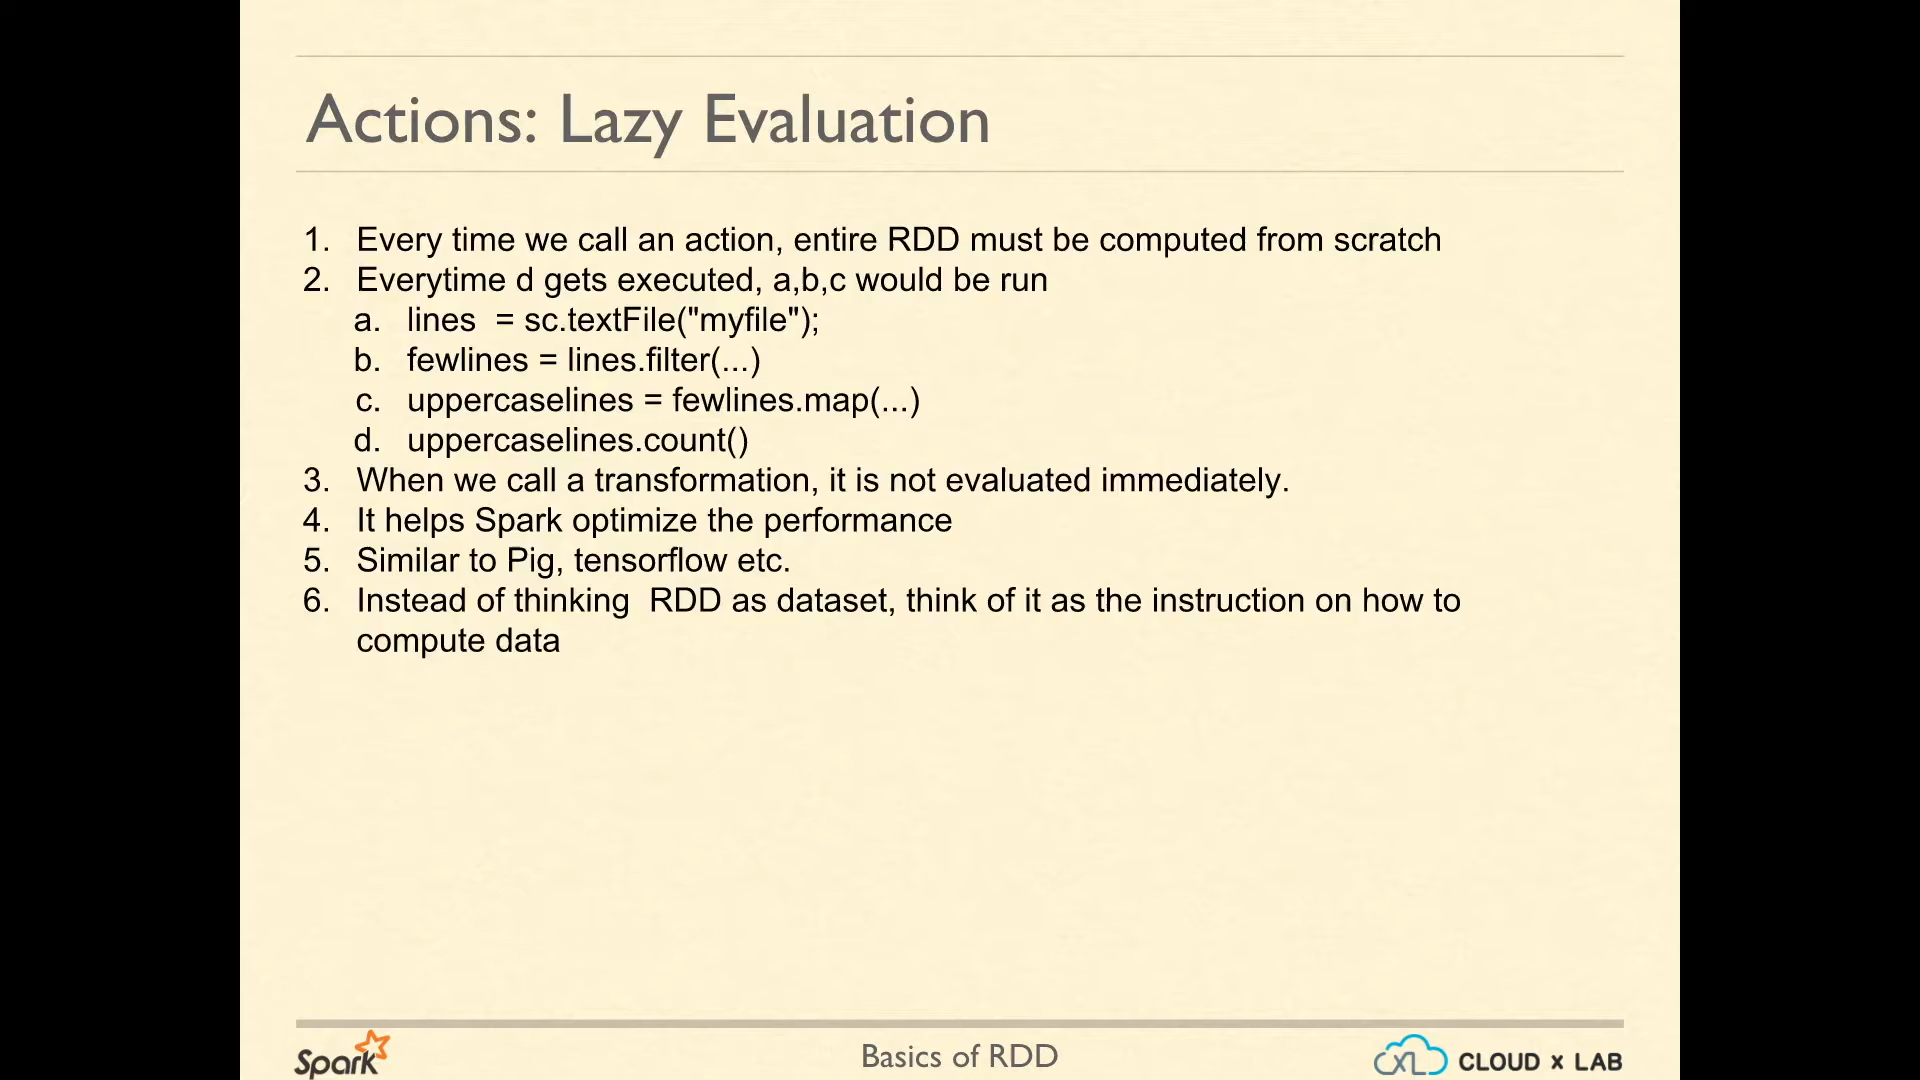 Actions: Lazy Evaluation
1. Every time we call an action, entire RDD must be computed from scratch
2. Everytime d gets executed, a,b,c would be run
a. lines  = sc.textFile("myfile");
b. fewlines = lines.filter(...)
c. uppercaselines = fewlines.map(...)
d. uppercaselines.count()
3. When we call a transformation, it is not evaluated immediately.
4. It helps Spark optimize the performance
5. Similar to Pig, tensorflow etc.
6. Instead of thinking  RDD as dataset, think of it as the instruction on how to
compute data
Spark
Basics of RDD
XL CLOUD x LAB